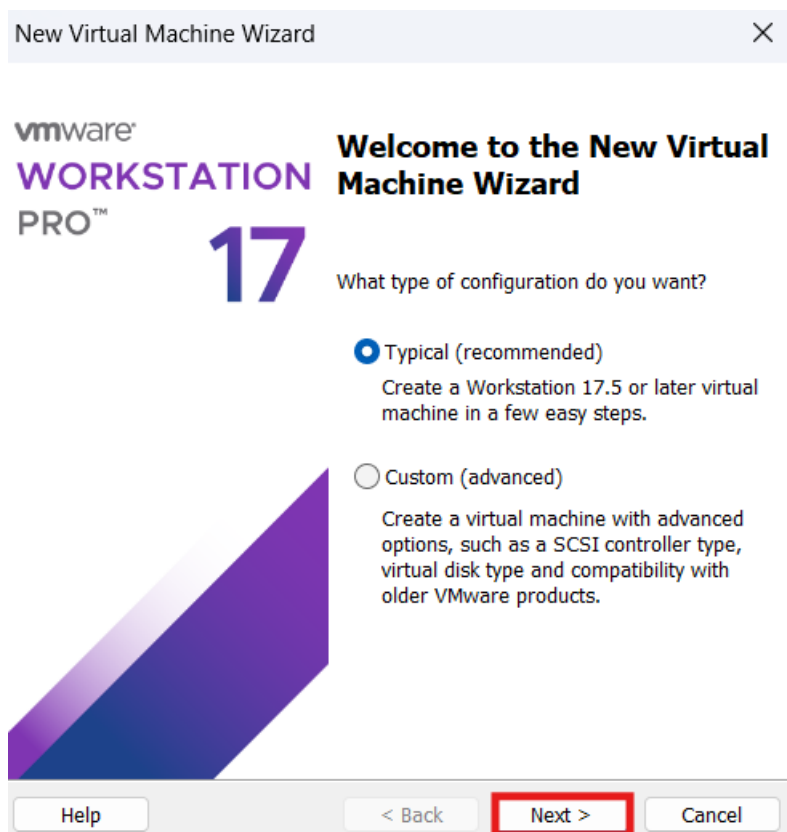 New Virtual Machine Wizard
vmware®
WORKSTATION
PRO™
17
Welcome to the New Virtual
Machine Wizard
What type of configuration do you want?
Typical (recommended)
Create a Workstation 17.5 or later virtual
machine in a few easy steps.
Custom (advanced)
Create a virtual machine with advanced
options, such as a SCSI controller type,
virtual disk type and compatibility with
older VMware products.
Help
< Back
Next >
Cancel